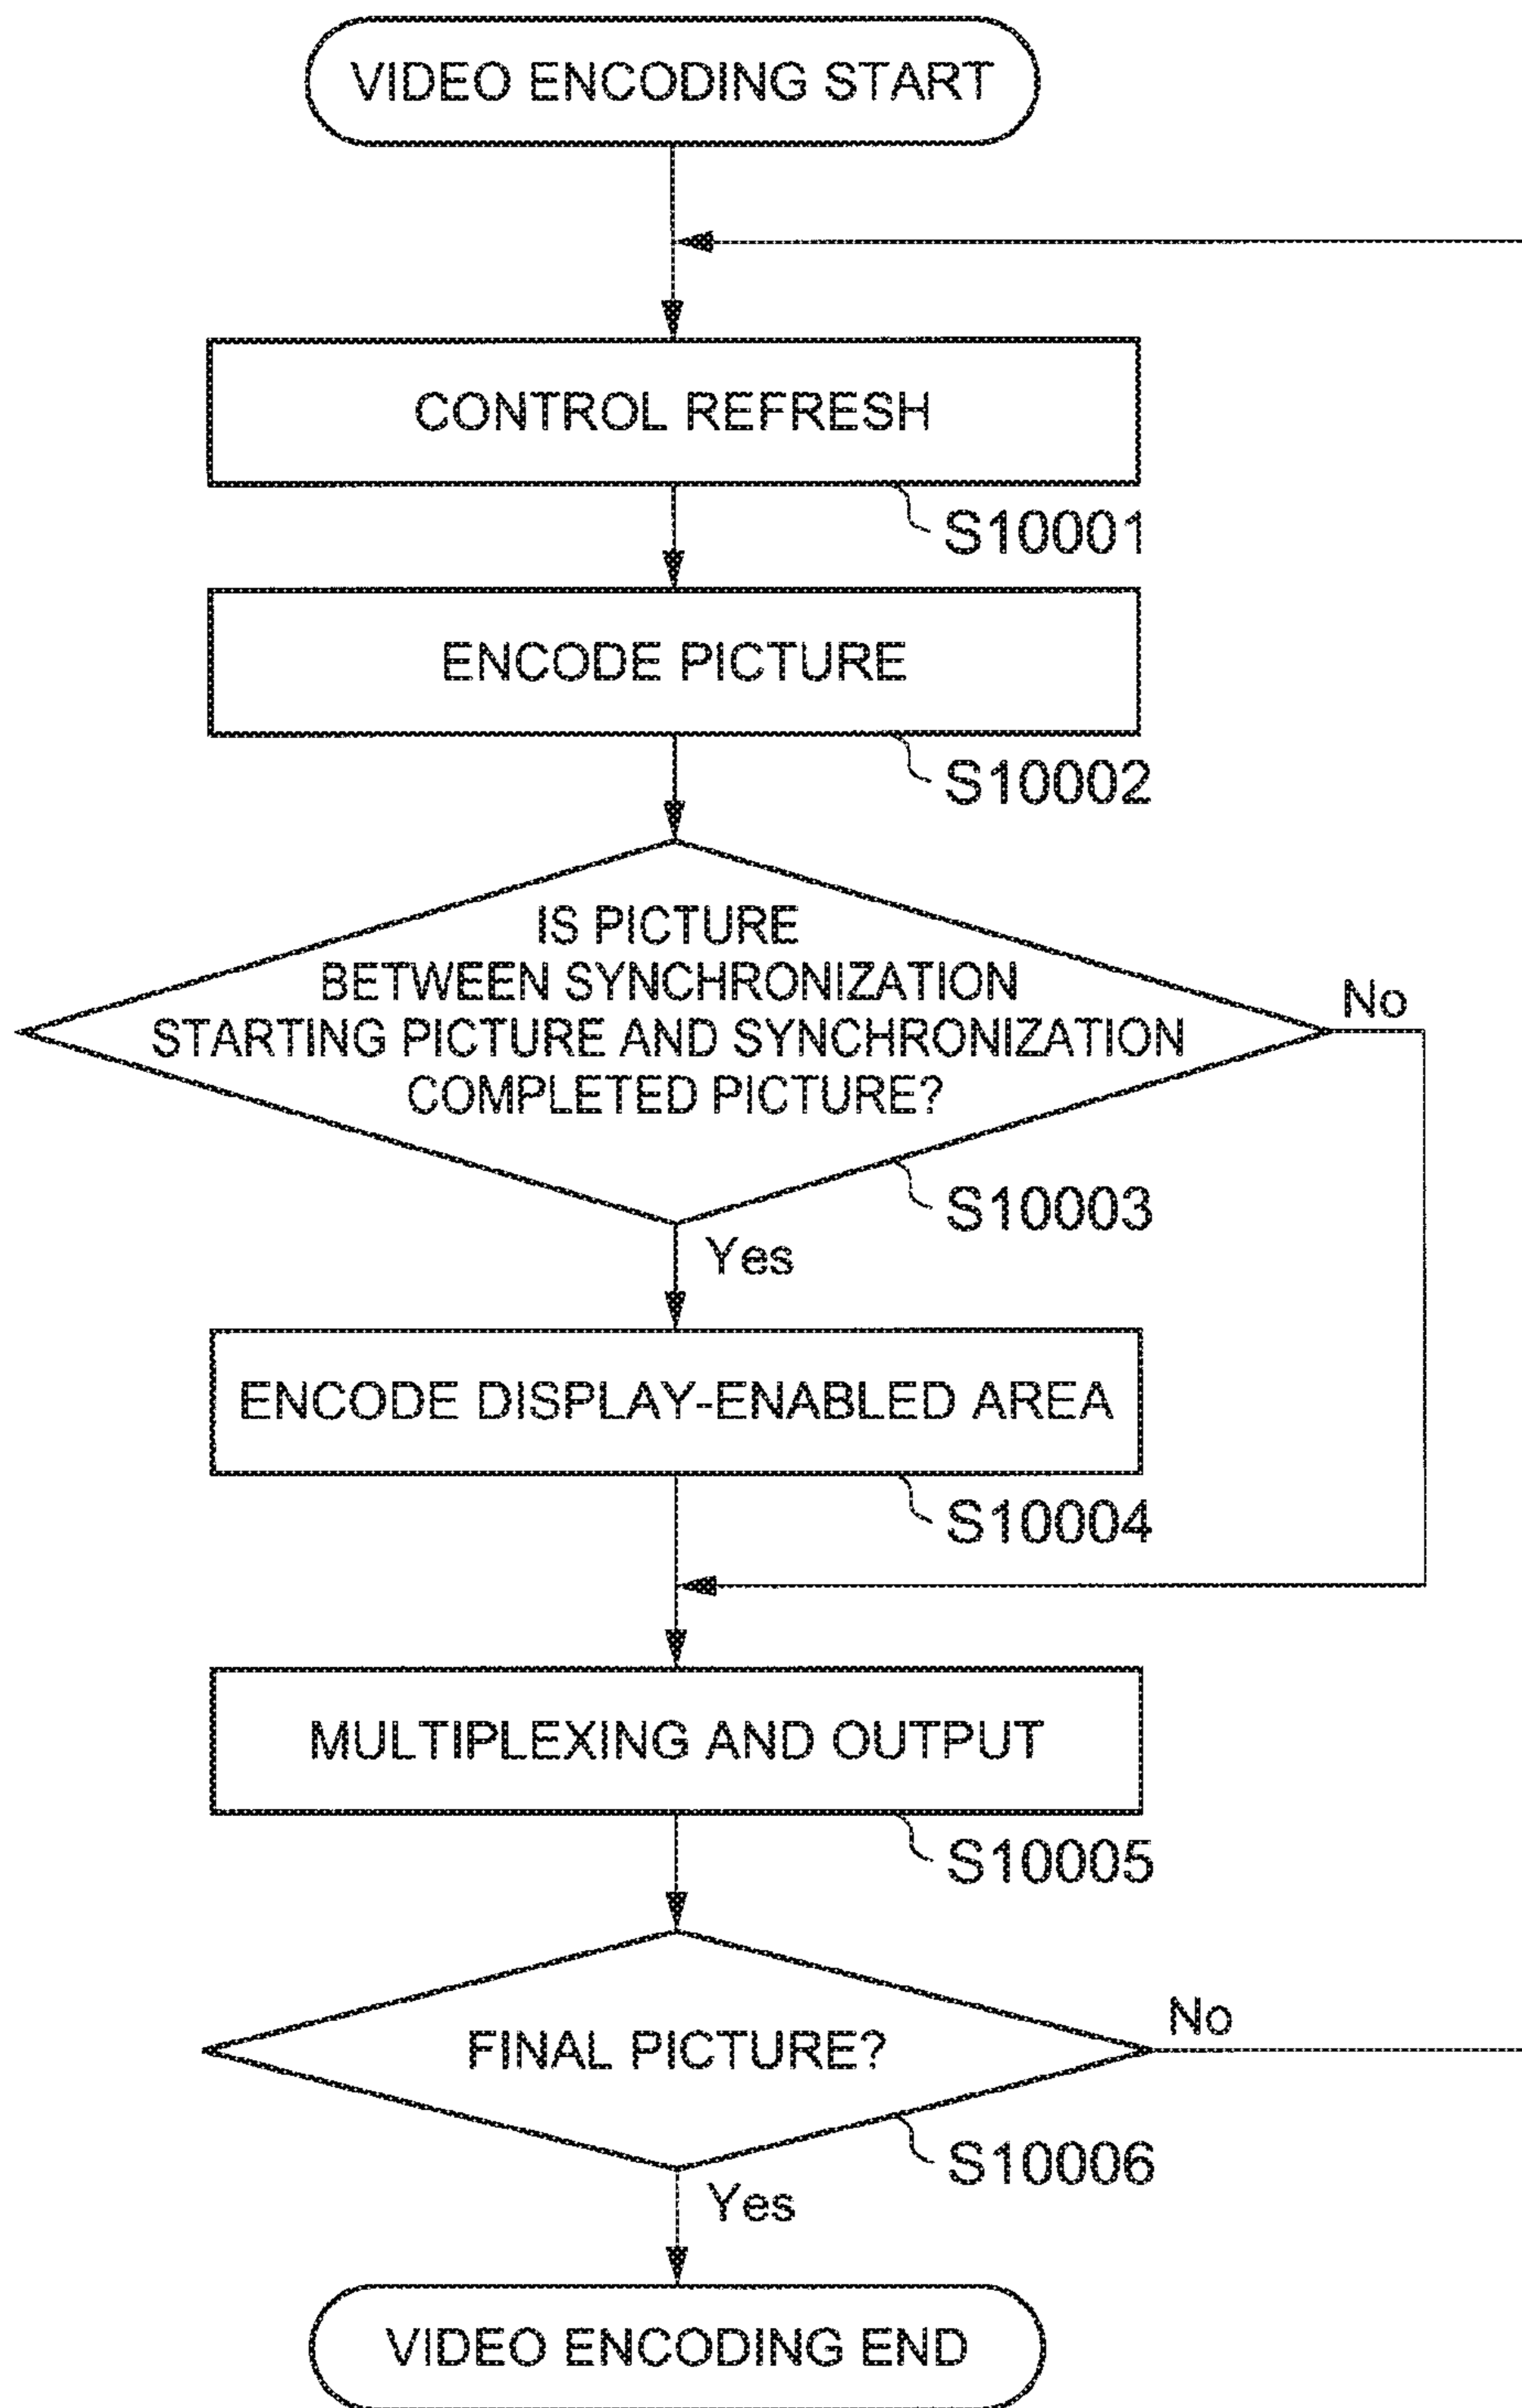 VIDEO ENCODING START
CONTROL REFRESH
S10001
ENCODE PICTURE
S10002
IS PICTURE
BETWEEN SYNCHRONIZATION
STARTING PICTURE AND SYNCHRONIZATION
COMPLETED PICTURE?
No
S10003
Yes
ENCODE DISPLAY-ENABLED AREA
S10004
MULTIPLEXING AND OUTPUT
S10005
FINAL PICTURE?
No
S10006
Yes
VIDEO ENCODING END